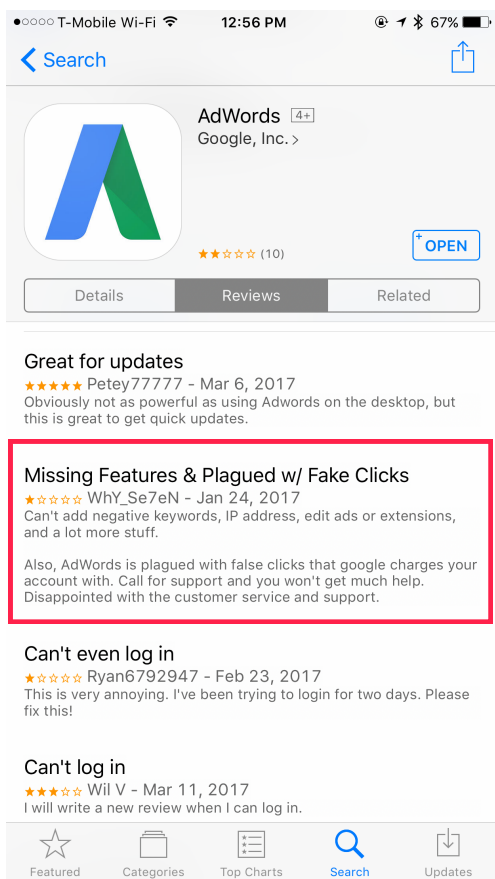 T-Mobile Wi-Fi 12:56 PM 67%
Search
AdWords 4+
Google, Inc. >
(10)
+ OPEN
Details Reviews Related
Great for updates
Petey77777 - Mar 6, 2017
Obviously not as powerful as using Adwords on the desktop, but
this is great to get quick updates.
Missing Features & Plagued w/ Fake Clicks
WhY_Se7eN - Jan 24, 2017
Can't add negative keywords, IP address, edit ads or extensions,
and a lot more stuff.
Also, AdWords is plagued with false clicks that google charges your
account with. Call for support and you won't get much help.
Disappointed with the customer service and support.
Can't even log in
Ryan6792947 - Feb 23, 2017
This is very annoying. I've been trying to login for two days. Please
fix this!
Can't log in
Wil V - Mar 11, 2017
I will write a new review when I can log in.
Featured Categories Top Charts Search Updates